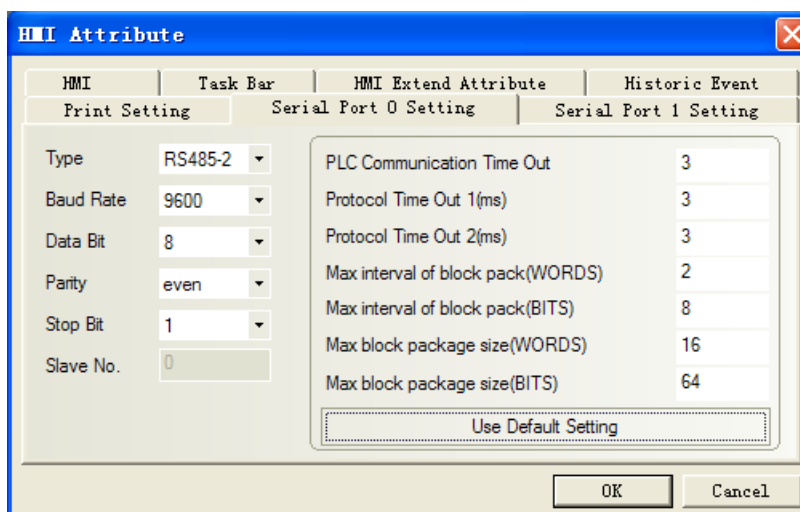 HMI Attribute
HMI
Task Bar
HMI Extend Attribute
Historic Event
Print Setting
Serial Port 0 Setting
Serial Port 1 Setting
Type RS485-2
Baud Rate 9600
Data Bit 8
Parity even
Stop Bit 1
Slave No. 0
PLC Communication Time Out 3
Protocol Time Out 1(ms) 3
Protocol Time Out 2(ms) 3
Max interval of block pack(WORDS) 2
Max interval of block pack(BITS) 8
Max block package size(WORDS) 16
Max block package size(BITS) 64
Use Default Setting
OK
Cancel